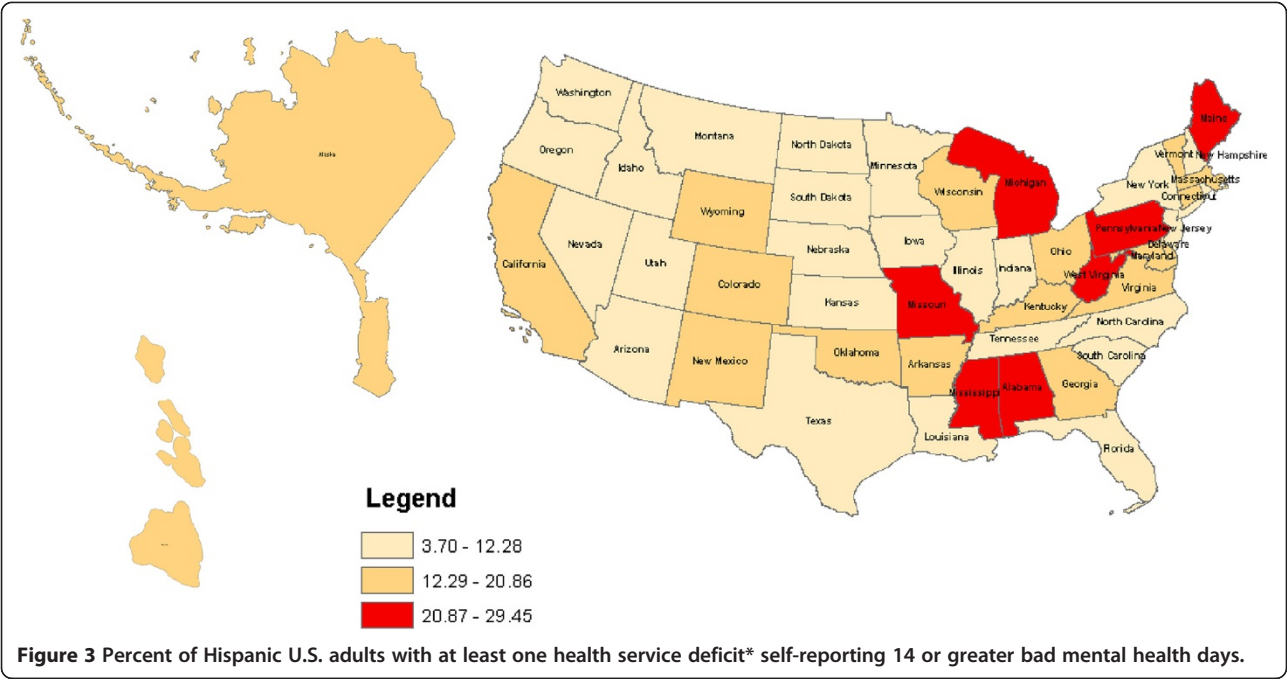 Alaska
Washington
Oregon
Idaho
Montana
North Dakota
Minnesota
South Dakota
Wisconsin
Michigan
Maine
Vermont
New Hampshire
New York
Massachusetts
Connecticut
Wyoming
Nevada
Utah
California
Colorado
Nebraska
Iowa
Illinois
Indiana
Ohio
Pennsylvania
New Jersey
Delaware
Maryland
West Virginia
Virginia
Kansas
Missouri
Kentucky
North Carolina
Tennessee
South Carolina
Arizona
New Mexico
Oklahoma
Arkansas
Mississippi
Alabama
Georgia
Texas
Louisiana
Florida
Legend
3.70 - 12.28
12.29 - 20.86
20.87 - 29.45
Figure 3 Percent of Hispanic U.S. adults with at least one health service deficit* self-reporting 14 or greater bad mental health days.